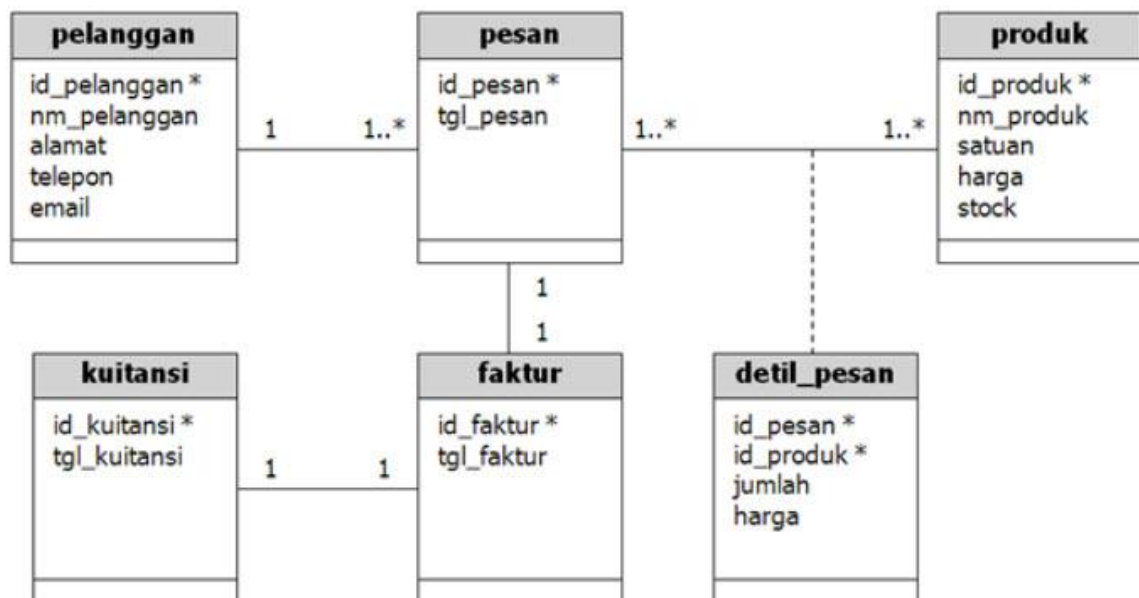 pelanggan
id_pelanggan *
nm_pelanggan
alamat
telepon
email
1
1..*
pesan
id_pesan *
tgl_pesan
1..*
1..*
produk
id_produk *
nm_produk
satuan
harga
stock
1
1
kuitansi
id_kuitansi *
tgl_kuitansi
1
1
faktur
id_faktur *
tgl_faktur
detil_pesan
id_pesan *
id_produk *
jumlah
harga